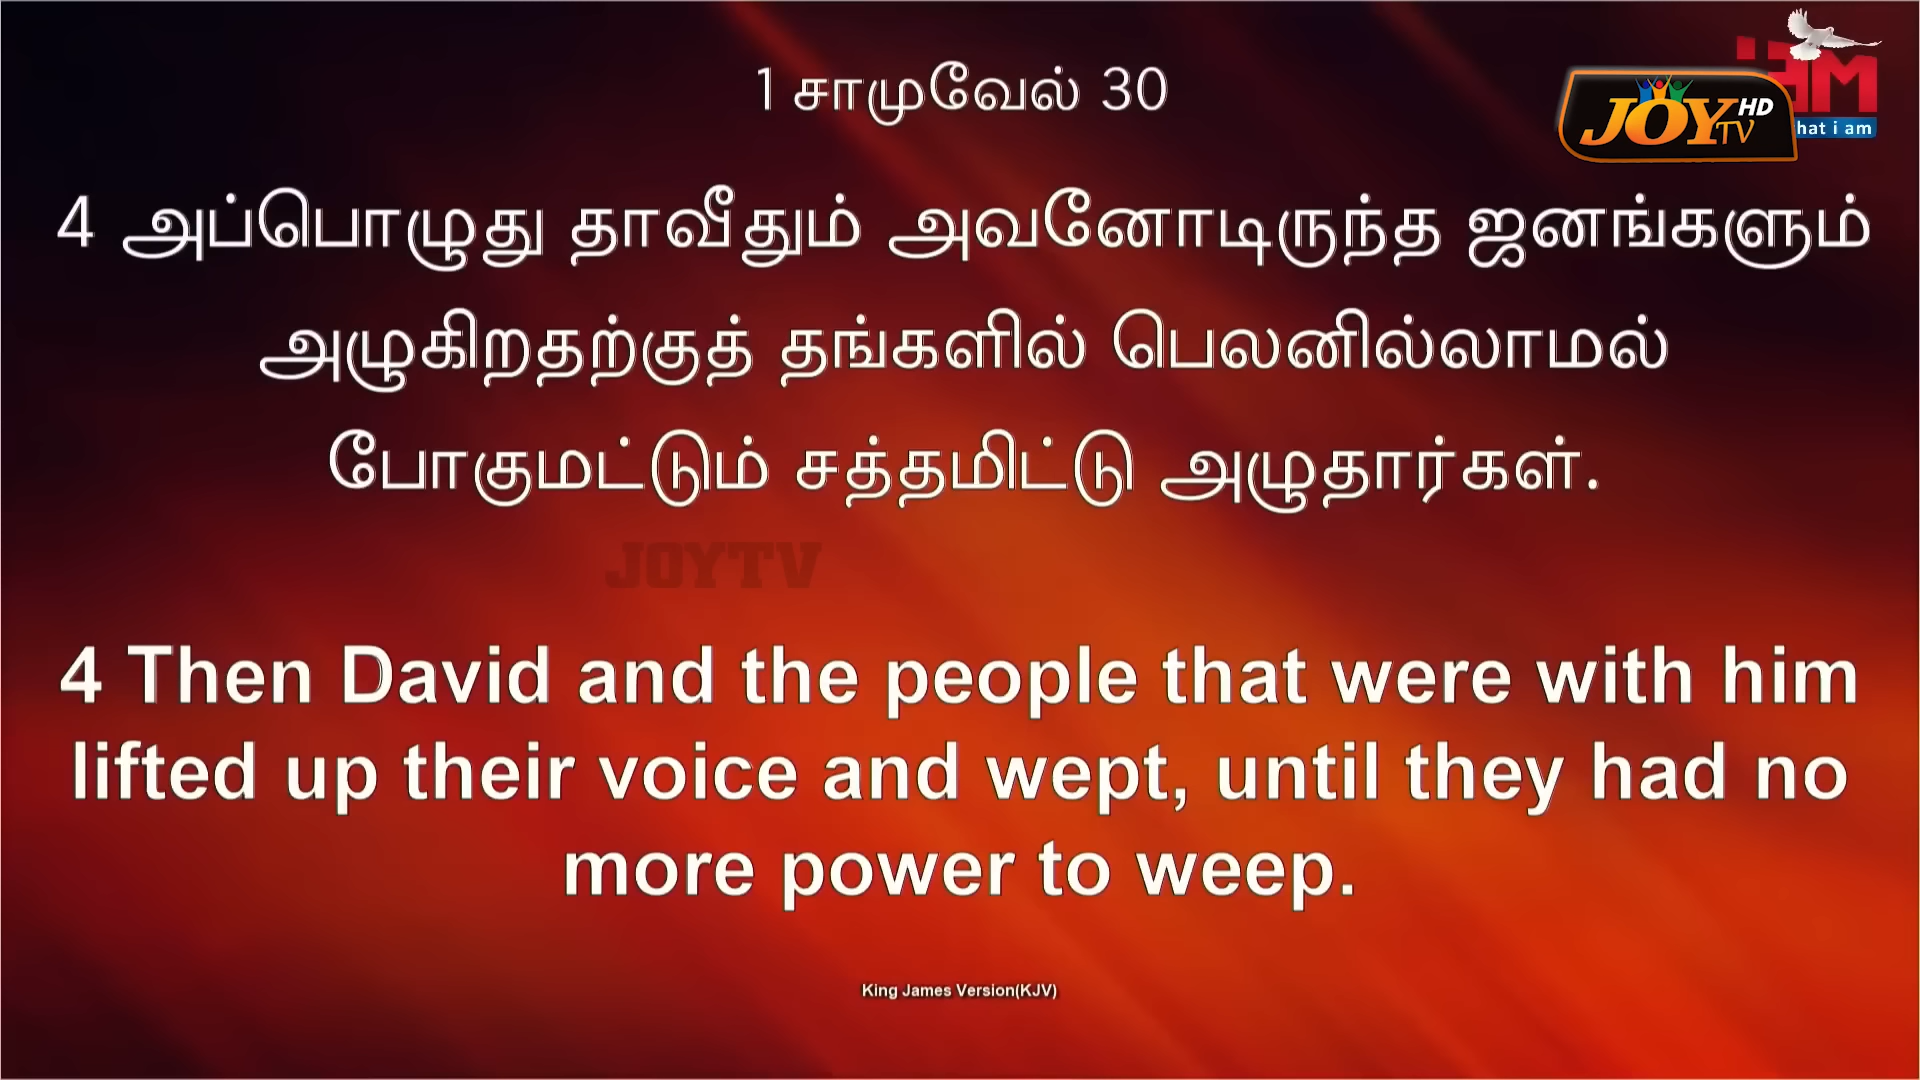 1 சாமுவேல் 30
JOY TV HD
hat i am
4 அப்பொழுது தாவீதும் அவனோடிருந்த ஜனங்களும்
அழுகிறதற்குத் தங்களில் பெலனில்லாமல்
போகுமட்டும் சத்தமிட்டு அழுதார்கள்.
JOYTV
4 Then David and the people that were with him
lifted up their voice and wept, until they had no
more power to weep.
King James Version(KJV)